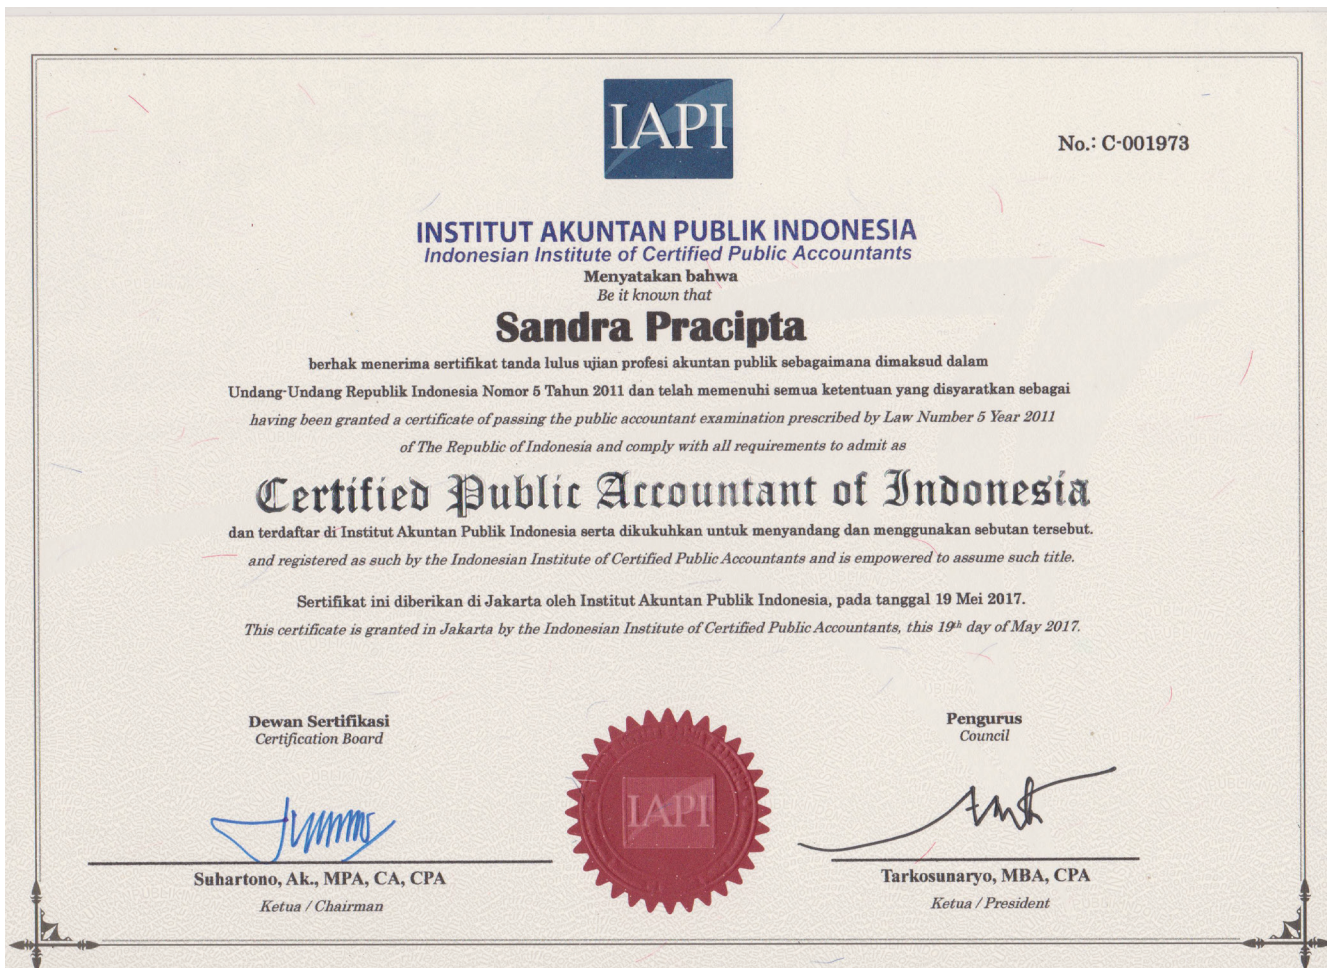 IAPI
No.: C-001973
INSTITUT AKUNTAN PUBLIK INDONESIA
Indonesian Institute of Certified Public Accountants
Menyatakan bahwa
Be it known that
Sandra Pracipta
berhak menerima sertifikat tanda lulus ujian profesi akuntan publik sebagaimana dimaksud dalam
Undang-Undang Republik Indonesia Nomor 5 Tahun 2011 dan telah memenuhi semua ketentuan yang disyaratkan sebagai
having been granted a certificate of passing the public accountant examination prescribed by Law Number 5 Year 2011
of The Republic of Indonesia and comply with all requirements to admit as
Certified Public Accountant of Indonesia
dan terdaftar di Institut Akuntan Publik Indonesia serta dikukuhkan untuk menyandang dan menggunakan sebutan tersebut.
and registered as such by the Indonesian Institute of Certified Public Accountants and is empowered to assume such title.
Sertifikat ini diberikan di Jakarta oleh Institut Akuntan Publik Indonesia, pada tanggal 19 Mei 2017.
This certificate is granted in Jakarta by the Indonesian Institute of Certified Public Accountants, this 19th day of May 2017.
Dewan Sertifikasi
Certification Board
Pengurus
Council
IAPI
Suhartono, Ak., MPA, CA, CPA
Ketua / Chairman
Tarkosunaryo, MBA, CPA
Ketua / President